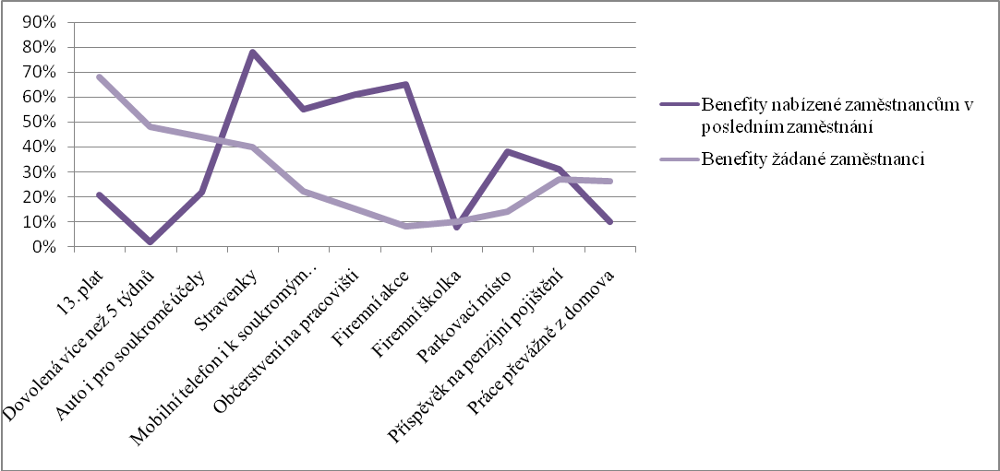 90%
80%
70%
60%
50%
40%
30%
20%
10%
0%
13. plat
Dovolená více než 5 týdnů
Auto i pro soukromé účely
Stravenky
Mobilní telefon i k soukromým…
Občerstvení na pracovišti
Firemní akce
Firemní školka
Parkovací místo
Příspěvěk na penzijní pojištění
Práce převážně z domova
Benefity nabízené zaměstnancům v
posledním zaměstnání
Benefity žádané zaměstnanci